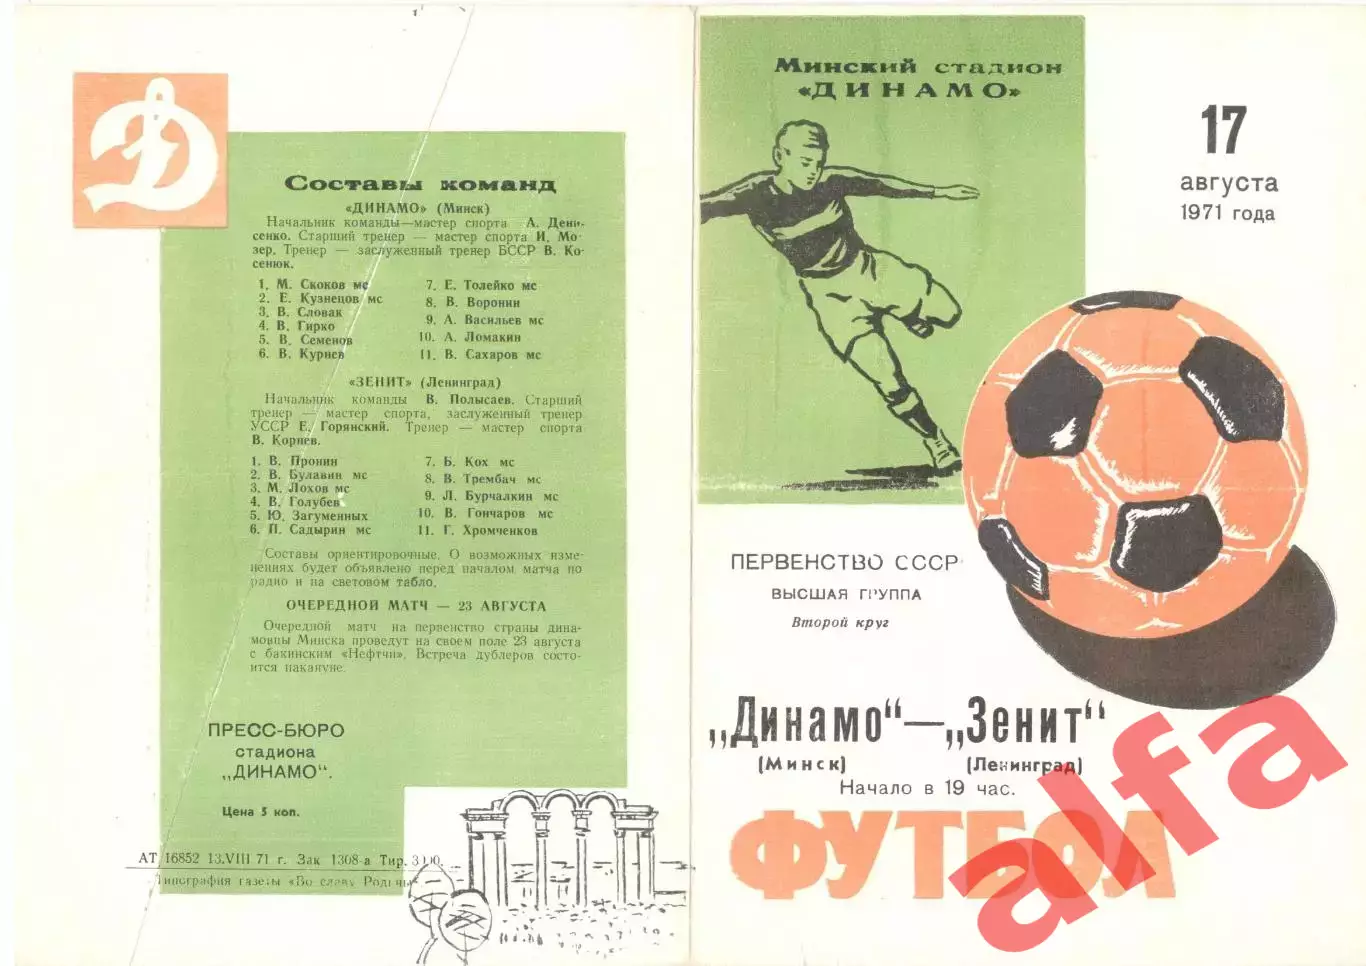 Составы команд
«ДИНАМО» (Минск)
Начальник команды—мастер спорта А. Дени-
сенко. Старший тренер — мастер спорта И. Мо-
зер. Тренер — заслуженный тренер БССР В. Ко-
сенюк.
1. М. Скоков мс
2. Е. Кузнецов мс
3. В. Словак
4. В. Гирко
5. В. Семенов
6. В. Курнев
7. Е. Толейко мс
8. В. Воронин
9. А. Васильев мс
10. А. Ломакин
11. В. Сахаров мс
«ЗЕНИТ» (Ленинград)
Начальник команды В. Полысаев. Старший
тренер — мастер спорта, заслуженный тренер
УССР Е. Горянский. Тренер — мастер спорта
В. Корнев.
1. В. Пронин
2. В. Булавин мс
3. М. Лохов мс
4. В. Голубев
5. Ю. Загуменных
6. П. Садырин мс
7. Б. Кох мс
8. В. Трембач мс
9. Л. Бурчалкин мс
10. В. Гончаров мс
11. Г. Хромченков
Составы ориентировочные. О возможных изме-
нениях будет объявлено перед началом матча по
радио и на световом табло.
ОЧЕРЕДНОЙ МАТЧ — 23 АВГУСТА
Очередной матч на первенство страны дина-
мовцы Минска проведут на своем поле 23 августа
с бакинским «Нефтчи». Встреча дублеров состо-
ится накануне.
ПРЕСС-БЮРО
стадиона
„ДИНАМО“.
Цена 5 коп.
АТ 16852 13.VIII 71 г. Зак 1308-а Тир. 3000.
Типография газеты «Во славу Родины»
Минский стадион
«ДИНАМО»
17
августа
1971 года
ПЕРВЕНСТВО СССР
ВЫСШАЯ ГРУППА
Второй круг
„Динамо“—„Зенит“
(Минск) (Ленинград)
Начало в 19 час.
ФУТБОЛ
alfa